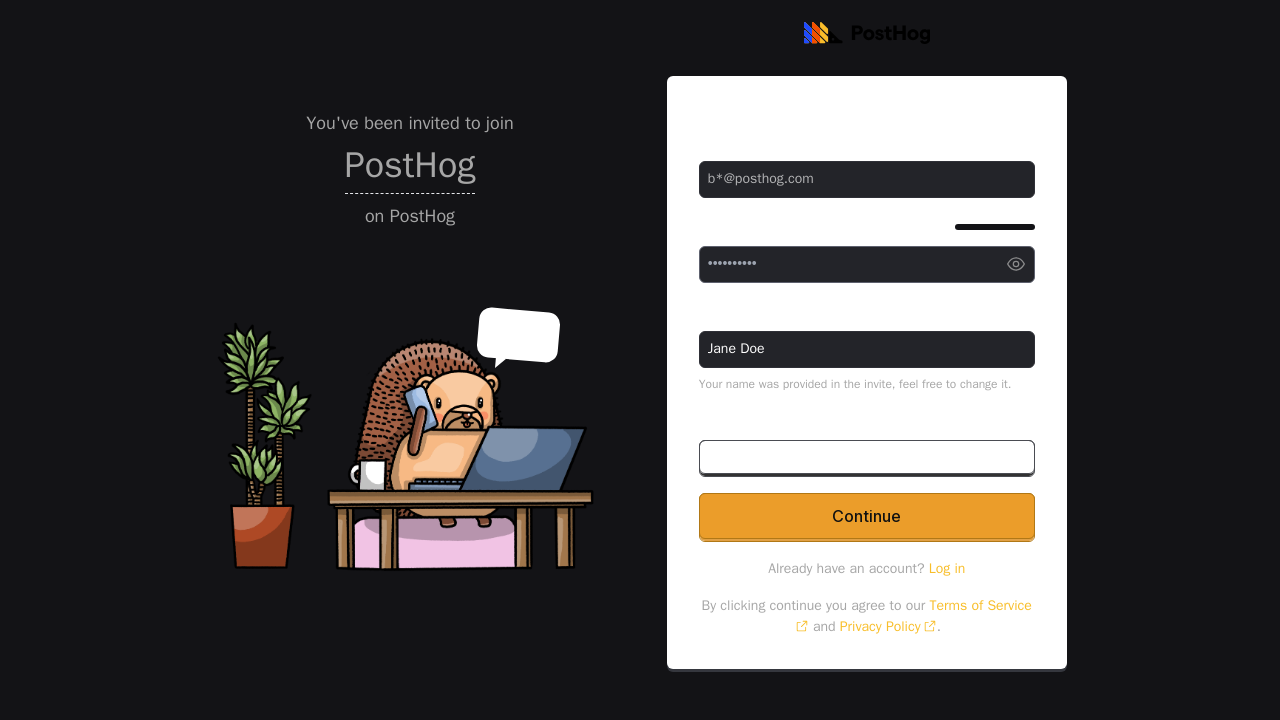 PostHog
You've been invited to join
PostHog
on PostHog
b*@posthog.com
••••••••••
Jane Doe
Your name was provided in the invite, feel free to change it.
Continue
Already have an account? Log in
By clicking continue you agree to our Terms of Service
and Privacy Policy.